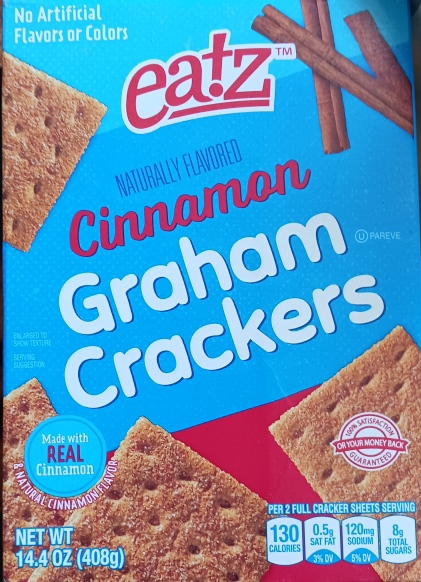 No Artificial
Flavors or Colors
eatz™
NATURALLY FLAVORED
Cinnamon
Graham
U PAREVE
Crackers
ENLARGED TO
SHOW TEXTURE
SERVING
SUGGESTION
Made with
REAL
Cinnamon
& NATURAL CINNAMON FLAVOR
100% SATISFACTION
OR YOUR MONEY BACK
GUARANTEED
NET WT
14.4 OZ (408g)
PER 2 FULL CRACKER SHEETS SERVING
130
CALORIES
0.5g
SAT FAT
3% DV
120mg
SODIUM
5% DV
8g
TOTAL
SUGARS